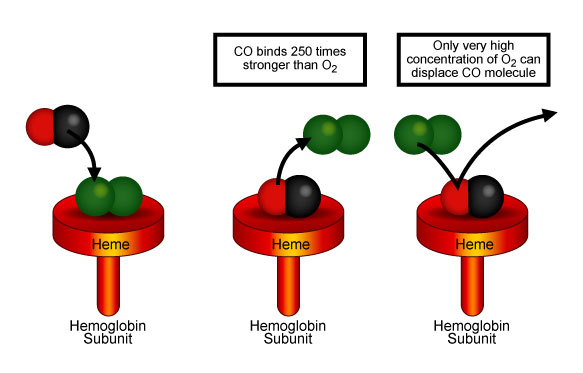 CO binds 250 times
stronger than O2
Only very high
concentration of O2 can
displace CO molecule
Heme
Hemoglobin
Subunit
Heme
Hemoglobin
Subunit
Heme
Hemoglobin
Subunit